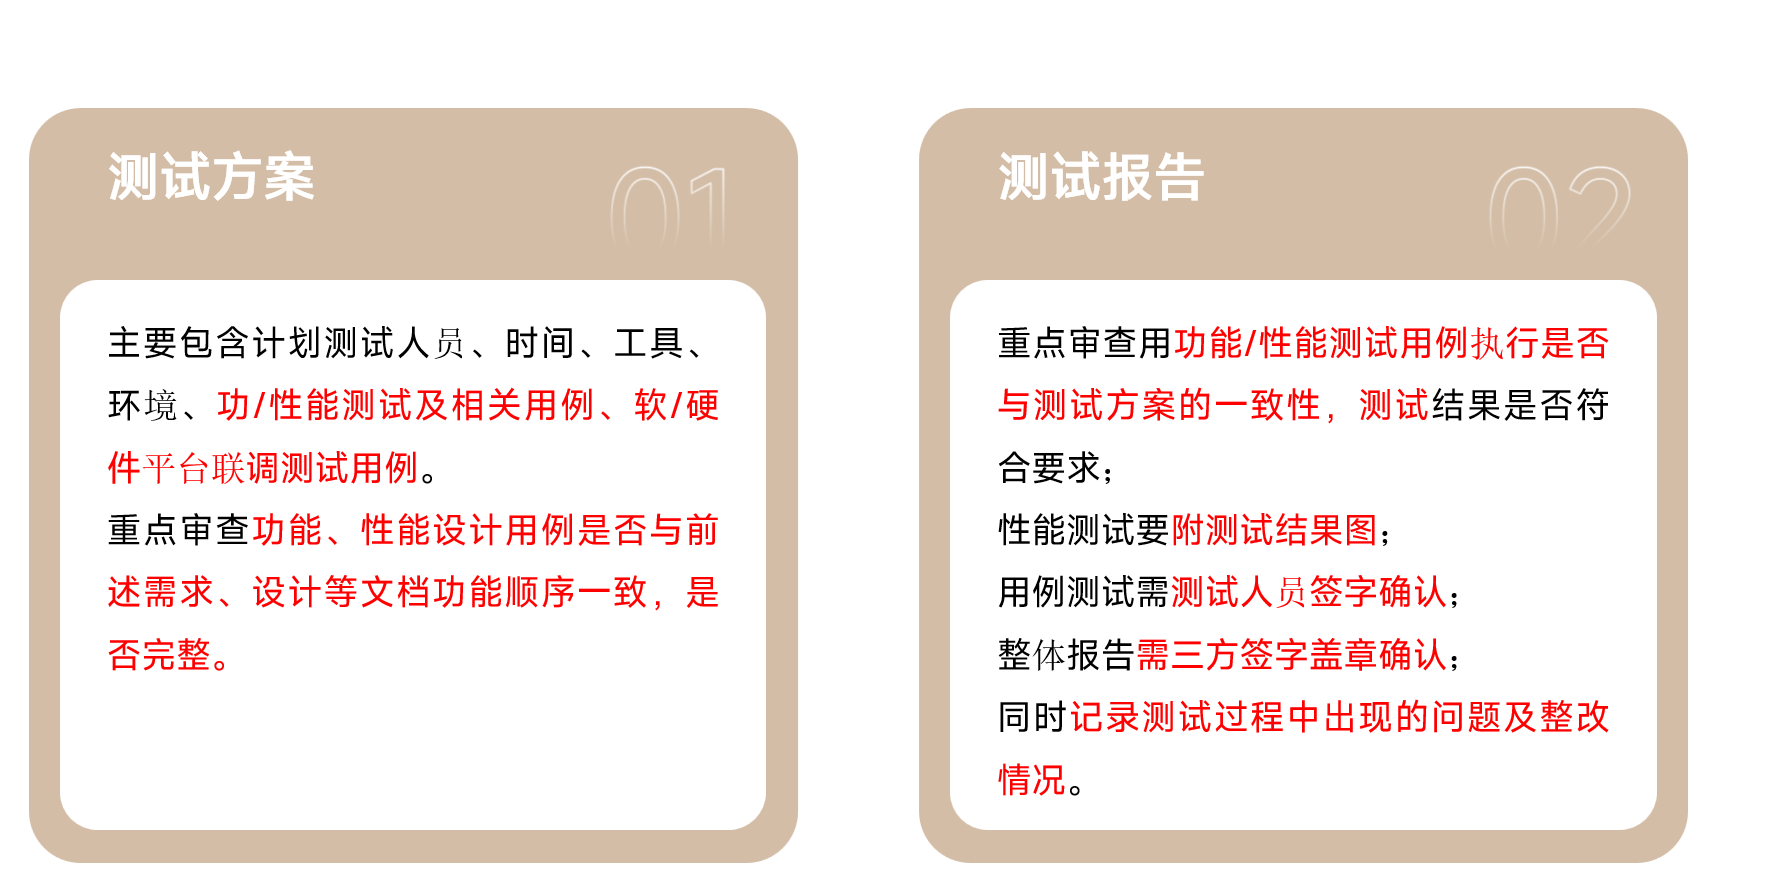 测试方案
01
主要包含计划测试人员、时间、工具、
环境、功/性能测试及相关用例、软/硬
件平台联调测试用例。
重点审查功能、性能设计用例是否与前
述需求、设计等文档功能顺序一致，是
否完整。
测试报告
02
重点审查用功能/性能测试用例执行是否
与测试方案的一致性，测试结果是否符
合要求；
性能测试要附测试结果图；
用例测试需测试人员签字确认；
整体报告需三方签字盖章确认；
同时记录测试过程中出现的问题及整改
情况。